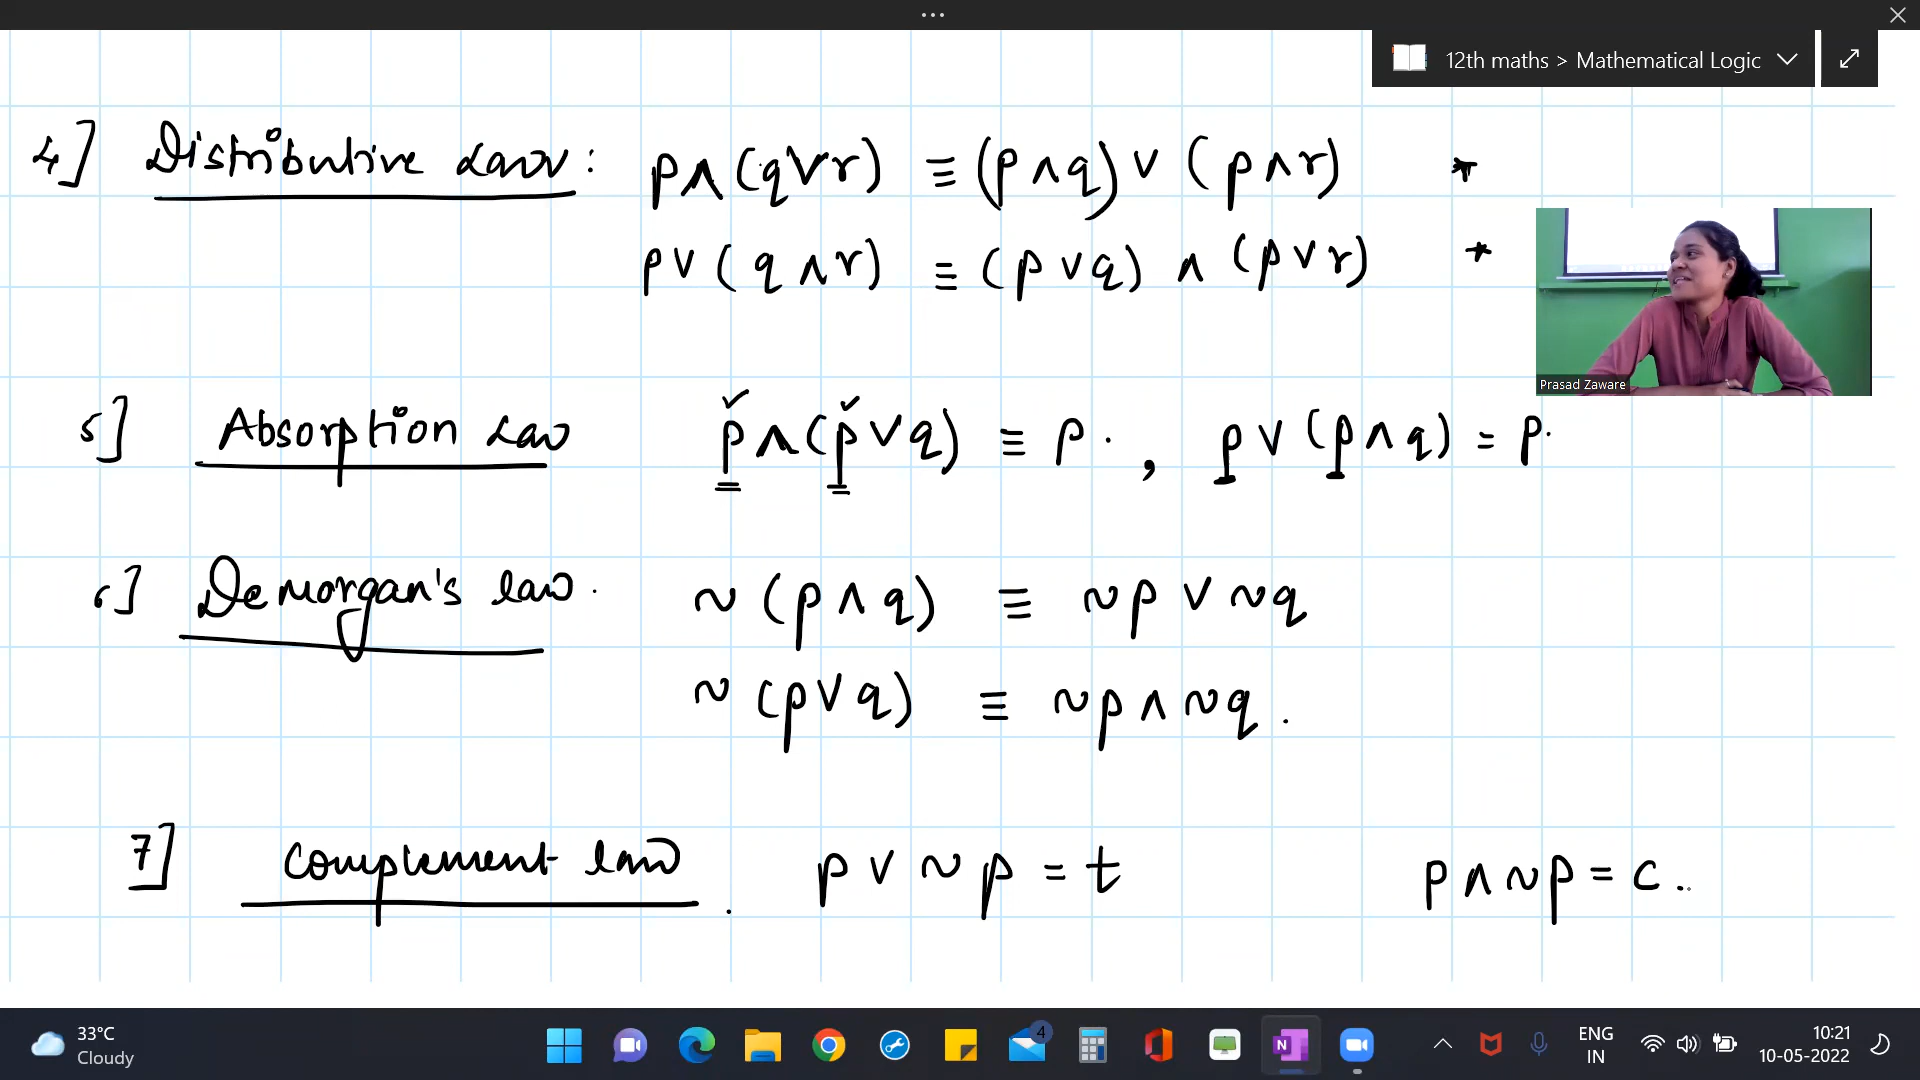 12th maths > Mathematical Logic
4] Distributive Law: p∧(q∨r) ≡ (p∧q)∨(p∧r) *
p∨(q∧r) ≡ (p∨q)∧(p∨r) *
Prasad Zaware
5] Absorption Law p∧(p∨q) ≡ p. , p∨(p∧q) = p.
6] De Morgan's law. ~(p∧q) ≡ ~p∨~q
~(p∨q) ≡ ~p∧~q.
7] Complement law. p∨~p = t p∧~p = c..
33°C
Cloudy
4
N
ENG
IN
10:21
10-05-2022